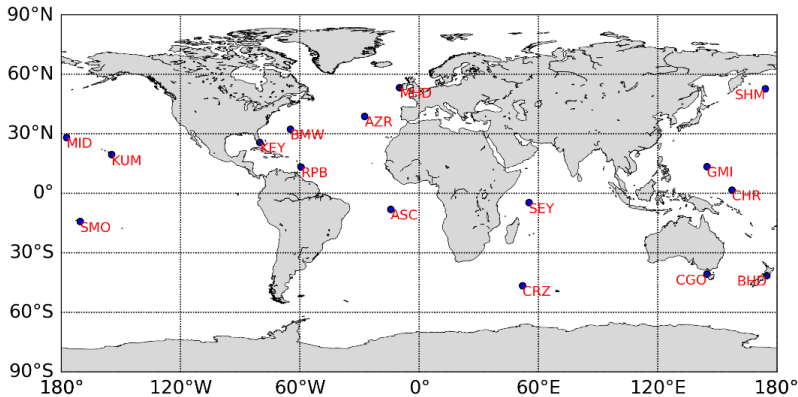 90°N
60°N
MHD
SHM
AZR
30°N
BMW
MID
KEY
KUM
RPB
GMI
0°
CHR
ASC
SEY
SMO
30°S
CGO
BHD
CRZ
60°S
90°S
180° 120°W 60°W 0° 60°E 120°E 180°